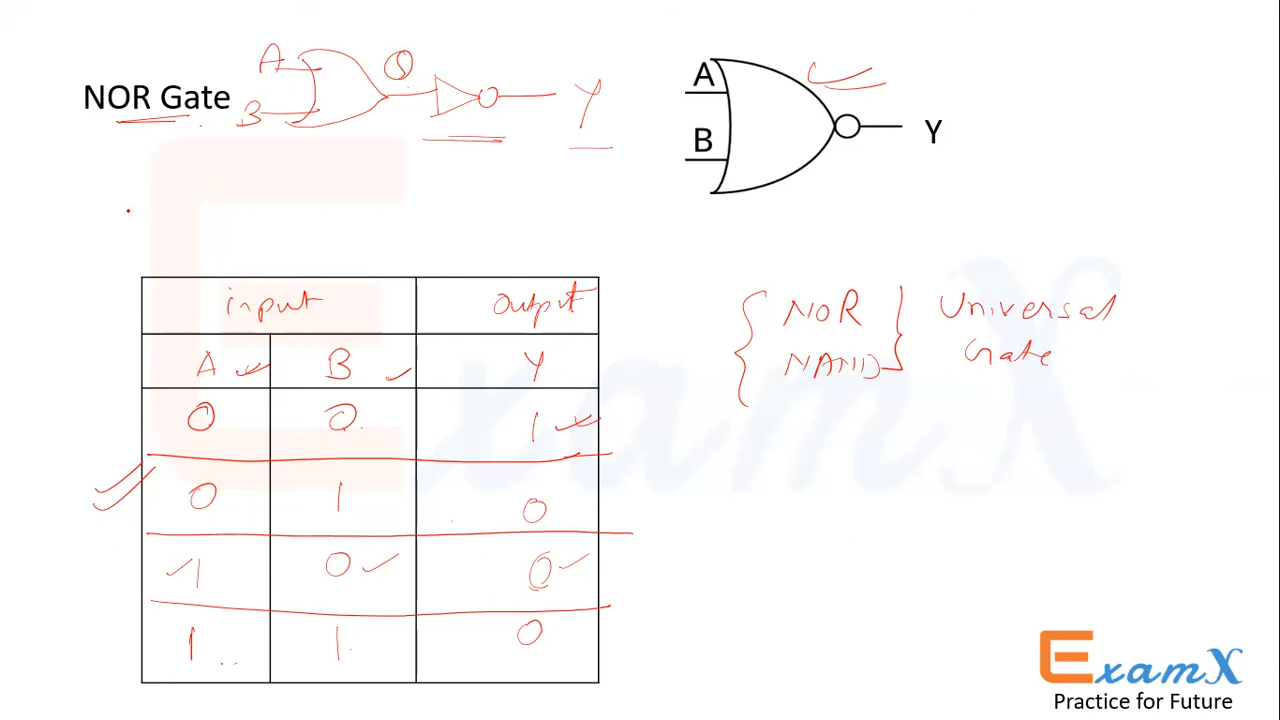 NOR Gate
A
B
Q
Y
A
B
Y
input output
A B Y
0 0 1
0 1 0
1 0 0
1 1 0
NOR
NAND
Universal
Gate
ExamX
ExamX
Practice for Future